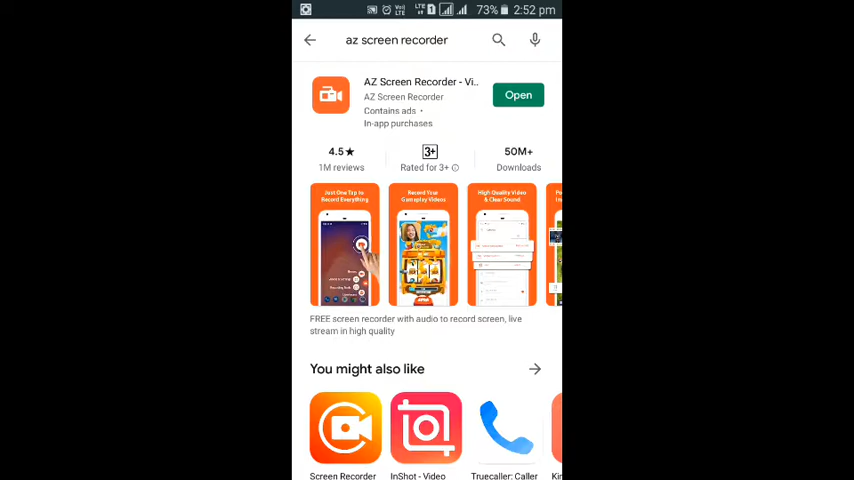 73% 2:52 pm
az screen recorder
AZ Screen Recorder - Vi..
AZ Screen Recorder
Contains ads •
In-app purchases
Open
4.5★
1M reviews
3+
Rated for 3+
50M+
Downloads
Just One Tap to
Record Everything
Record Your
Gameplay Videos
High Quality Video
& Clear Sound.
FREE screen recorder with audio to record screen, live
stream in high quality
You might also like
Screen Recorder
InShot - Video
Truecaller: Caller